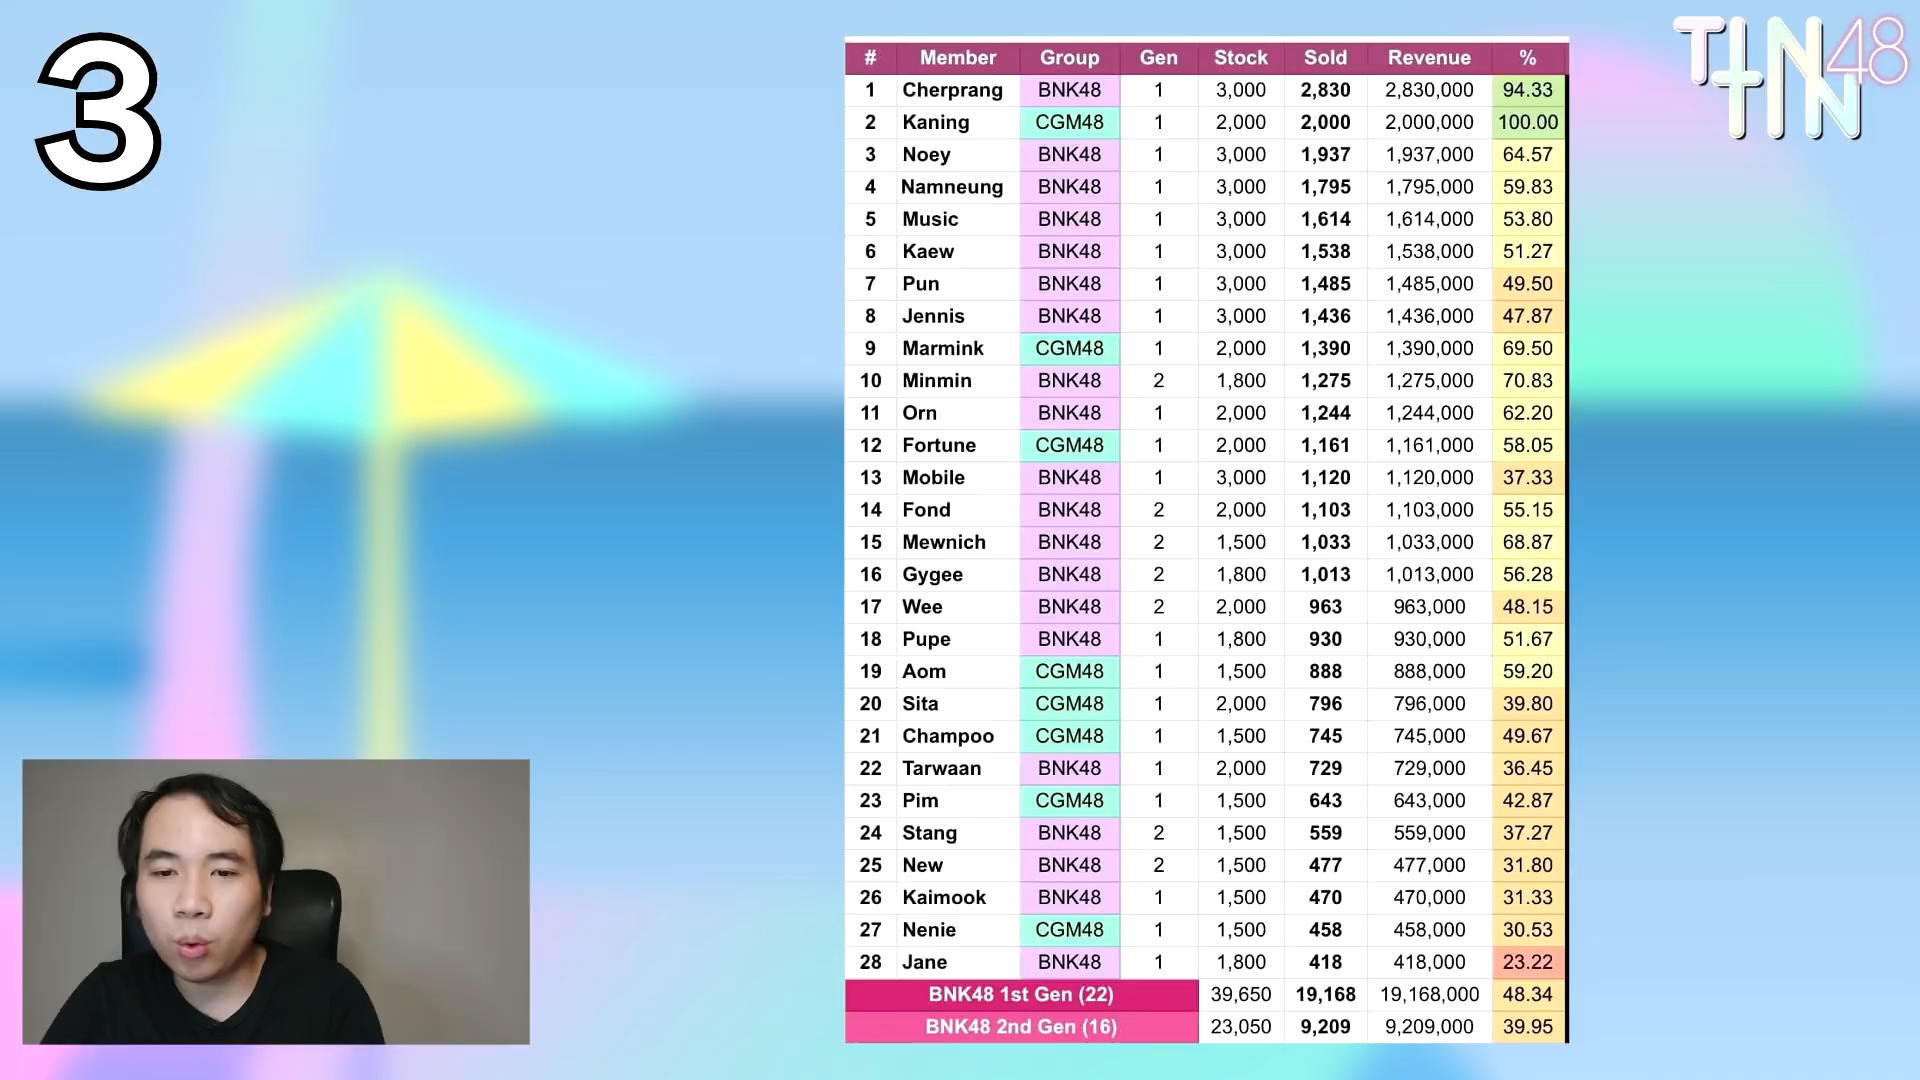 3
TIN48
TIN
# Member Group Gen Stock Sold Revenue %
1 Cherprang BNK48 1 3,000 2,830 2,830,000 94.33
2 Kaning CGM48 1 2,000 2,000 2,000,000 100.00
3 Noey BNK48 1 3,000 1,937 1,937,000 64.57
4 Namneung BNK48 1 3,000 1,795 1,795,000 59.83
5 Music BNK48 1 3,000 1,614 1,614,000 53.80
6 Kaew BNK48 1 3,000 1,538 1,538,000 51.27
7 Pun BNK48 1 3,000 1,485 1,485,000 49.50
8 Jennis BNK48 1 3,000 1,436 1,436,000 47.87
9 Marmink CGM48 1 2,000 1,390 1,390,000 69.50
10 Minmin BNK48 2 1,800 1,275 1,275,000 70.83
11 Orn BNK48 1 2,000 1,244 1,244,000 62.20
12 Fortune CGM48 1 2,000 1,161 1,161,000 58.05
13 Mobile BNK48 1 3,000 1,120 1,120,000 37.33
14 Fond BNK48 2 2,000 1,103 1,103,000 55.15
15 Mewnich BNK48 2 1,500 1,033 1,033,000 68.87
16 Gygee BNK48 2 1,800 1,013 1,013,000 56.28
17 Wee BNK48 2 2,000 963 963,000 48.15
18 Pupe BNK48 1 1,800 930 930,000 51.67
19 Aom CGM48 1 1,500 888 888,000 59.20
20 Sita CGM48 1 2,000 796 796,000 39.80
21 Champoo CGM48 1 1,500 745 745,000 49.67
22 Tarwaan BNK48 1 2,000 729 729,000 36.45
23 Pim CGM48 1 1,500 643 643,000 42.87
24 Stang BNK48 2 1,500 559 559,000 37.27
25 New BNK48 2 1,500 477 477,000 31.80
26 Kaimook BNK48 1 1,500 470 470,000 31.33
27 Nenie CGM48 1 1,500 458 458,000 30.53
28 Jane BNK48 1 1,800 418 418,000 23.22
BNK48 1st Gen (22) 39,650 19,168 19,168,000 48.34
BNK48 2nd Gen (16) 23,050 9,209 9,209,000 39.95